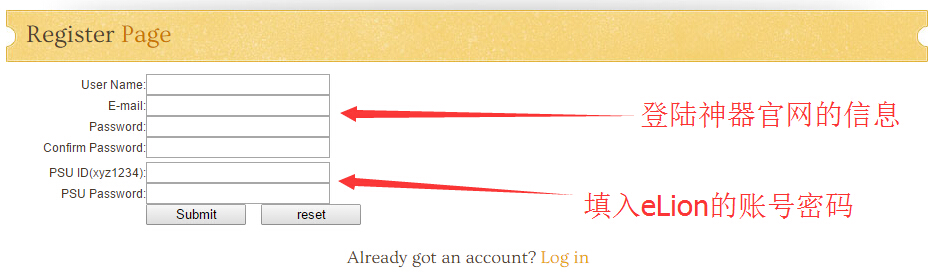 Register Page
User Name:
E-mail:
Password:
Confirm Password:
登陆神器官网的信息
PSU ID(xyz1234):
PSU Password:
填入eLion的账号密码
Submit reset
Already got an account? Log in